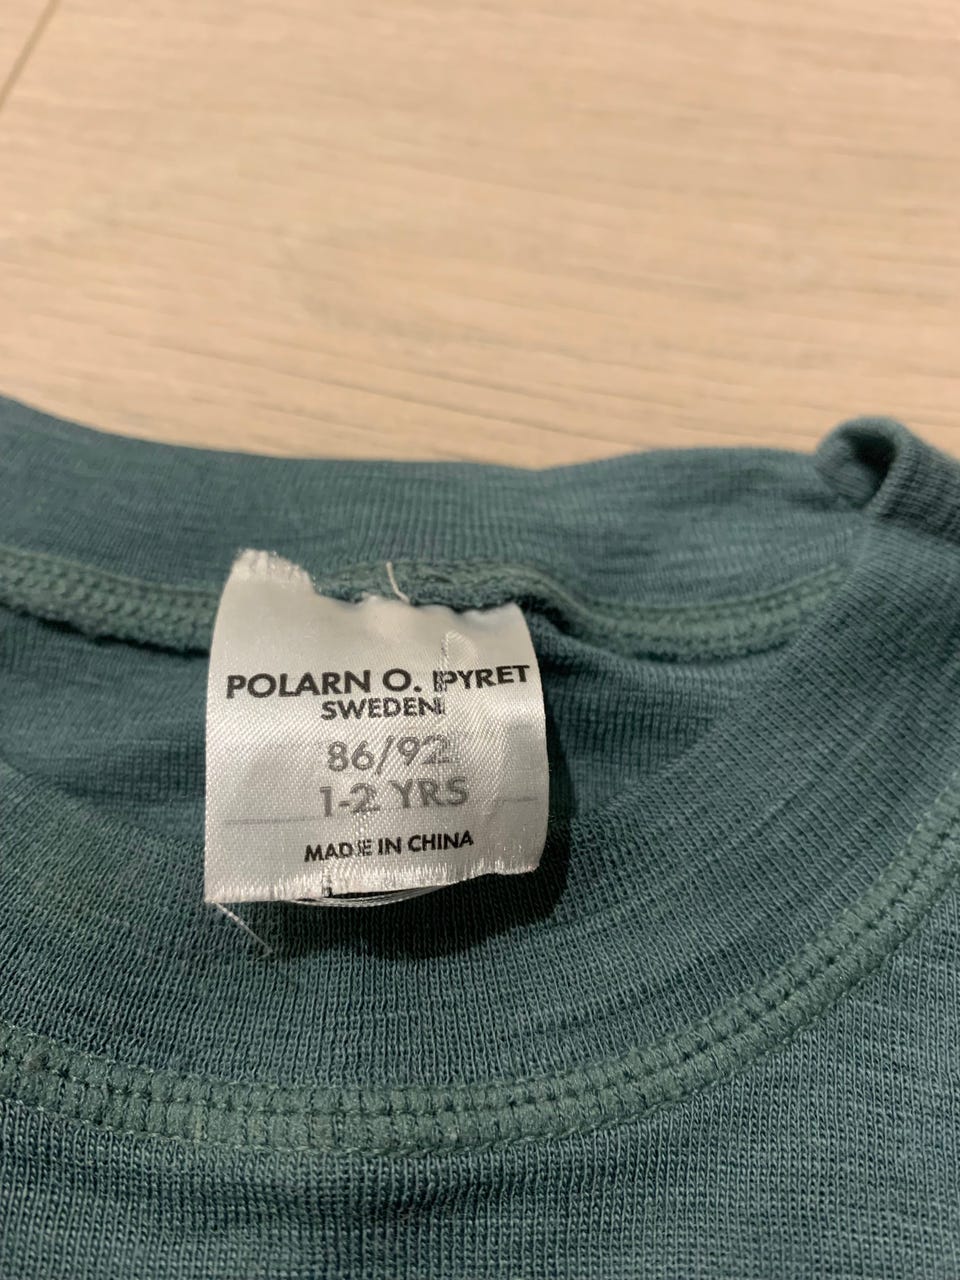 POLARN O. PYRET
SWEDEN
86/92
1-2 YRS
MADE IN CHINA